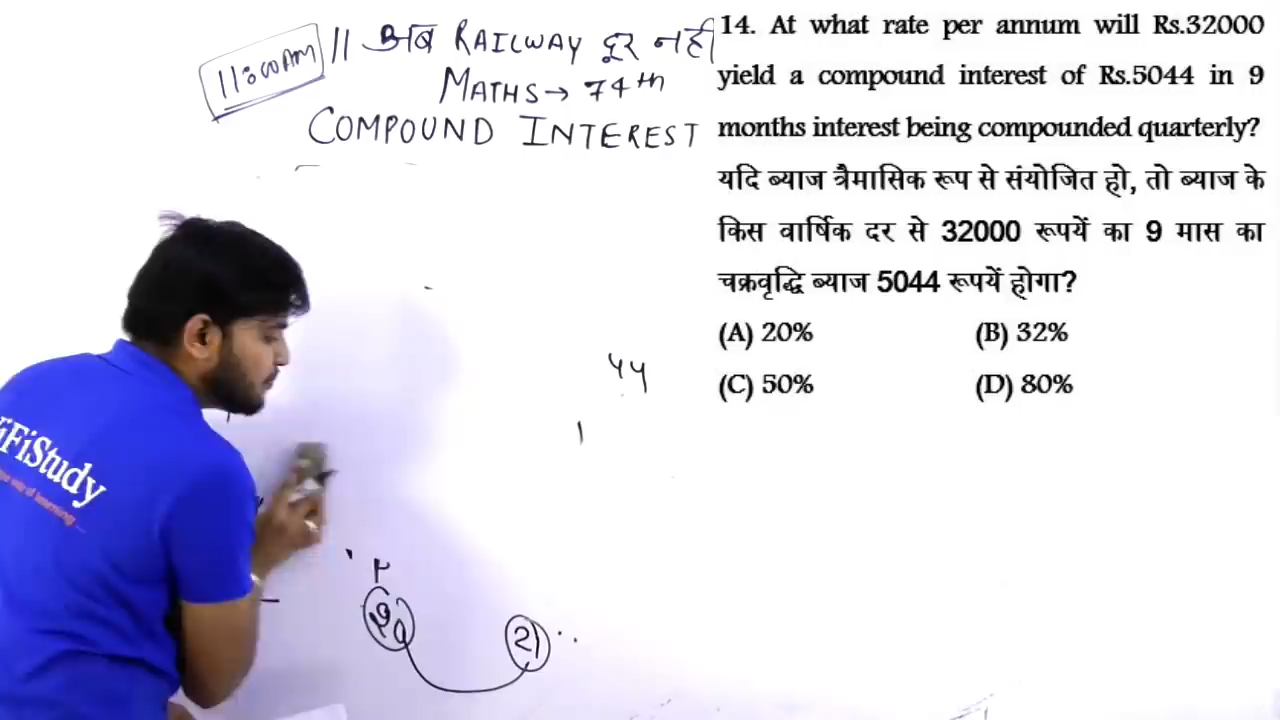 11:00AM || अब RAILWAY दूर नही
MATHS → 74th
COMPOUND INTEREST
14. At what rate per annum will Rs.32000
yield a compound interest of Rs.5044 in 9
months interest being compounded quarterly?
यदि ब्याज त्रैमासिक रूप से संयोजित हो, तो ब्याज के
किस वार्षिक दर से 32000 रूपयें का 9 मास का
चक्रवृद्धि ब्याज 5044 रूपयें होगा?
(A) 20% (B) 32%
(C) 50% (D) 80%
iFiStudy
P
20 21